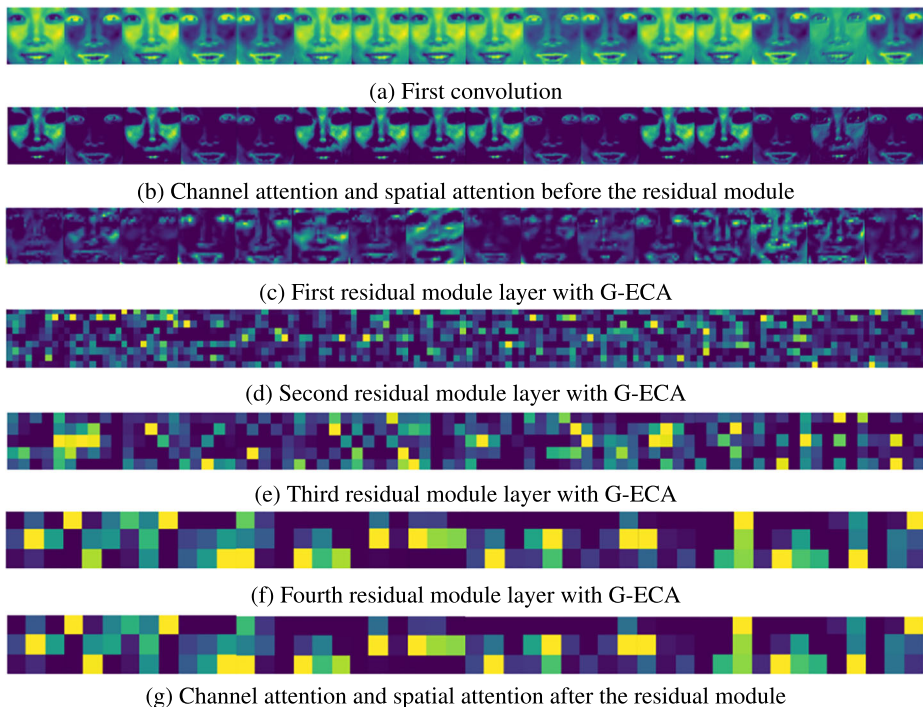 (a) First convolution
(b) Channel attention and spatial attention before the residual module
(c) First residual module layer with G-ECA
(d) Second residual module layer with G-ECA
(e) Third residual module layer with G-ECA
(f) Fourth residual module layer with G-ECA
(g) Channel attention and spatial attention after the residual module